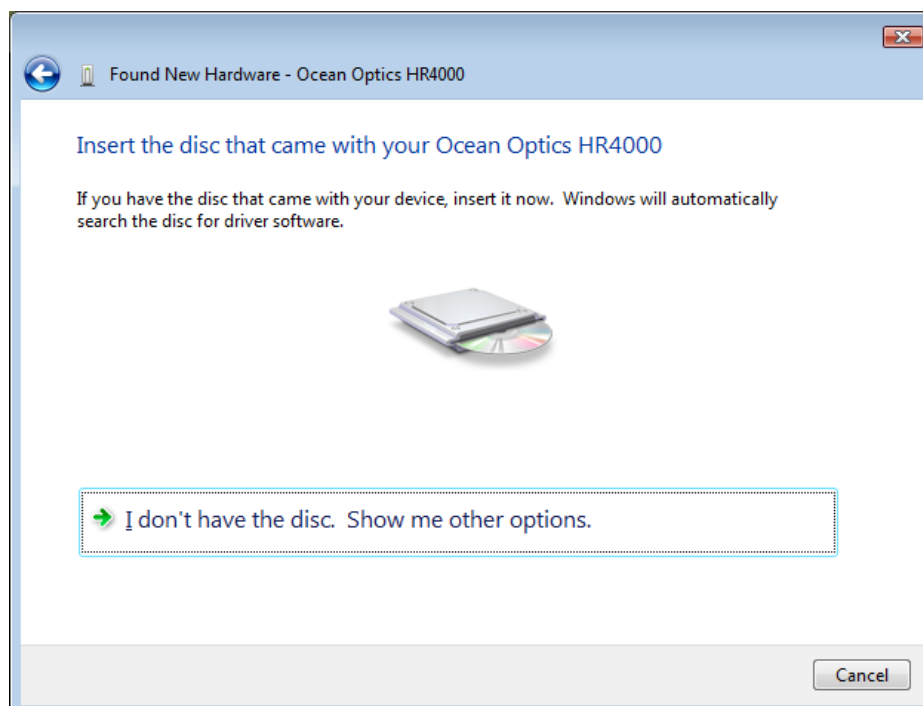 Found New Hardware - Ocean Optics HR4000
Insert the disc that came with your Ocean Optics HR4000
If you have the disc that came with your device, insert it now.  Windows will automatically
search the disc for driver software.
I don't have the disc.  Show me other options.
Cancel